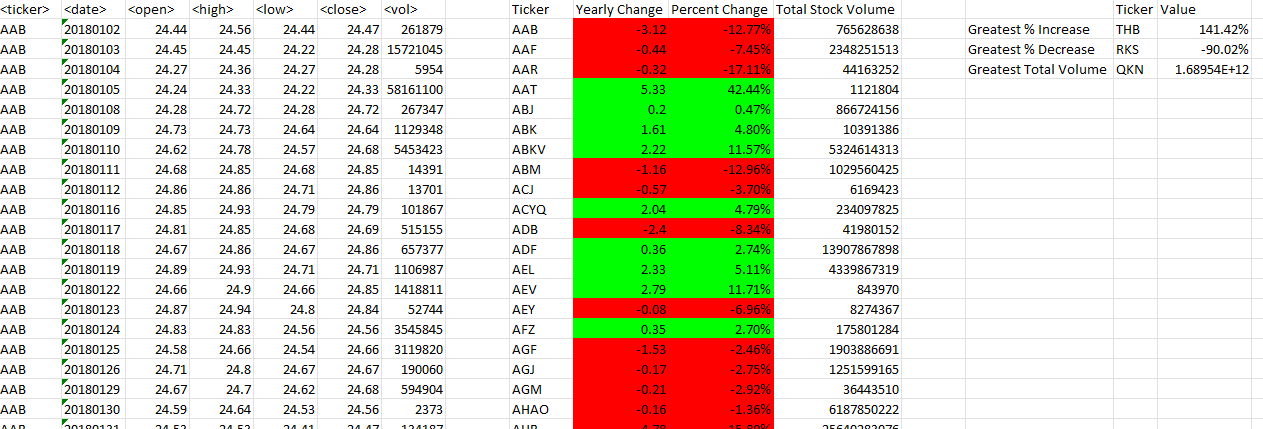 <ticker> <date> <open> <high> <low> <close> <vol> Ticker Yearly Change Percent Change Total Stock Volume Ticker Value
AAB 20180102 24.44 24.56 24.44 24.47 261879 AAB -3.12 -12.77% 765628638 Greatest % Increase THB 141.42%
AAB 20180103 24.45 24.45 24.22 24.28 15721045 AAF -0.44 -7.45% 2348251513 Greatest % Decrease RKS -90.02%
AAB 20180104 24.27 24.36 24.27 24.28 5954 AAR -0.32 -17.11% 44163252 Greatest Total Volume QKN 1.68954E+12
AAB 20180105 24.24 24.33 24.22 24.33 58161100 AAT 5.33 42.44% 1121804
AAB 20180108 24.28 24.72 24.28 24.72 267347 ABJ 0.2 0.47% 866724156
AAB 20180109 24.73 24.73 24.64 24.64 1129348 ABK 1.61 4.80% 10391386
AAB 20180110 24.62 24.78 24.57 24.68 5453423 ABKV 2.22 11.57% 5324614313
AAB 20180111 24.68 24.85 24.68 24.85 14391 ABM -1.16 -12.96% 1029560425
AAB 20180112 24.86 24.86 24.71 24.86 13701 ACJ -0.57 -3.70% 6169423
AAB 20180116 24.85 24.93 24.79 24.79 101867 ACYQ 2.04 4.79% 234097825
AAB 20180117 24.81 24.85 24.68 24.69 515155 ADB -2.4 -8.34% 41980152
AAB 20180118 24.67 24.86 24.67 24.86 657377 ADF 0.36 2.74% 13907867898
AAB 20180119 24.89 24.93 24.71 24.71 1106987 AEL 2.33 5.11% 4339867319
AAB 20180122 24.66 24.9 24.66 24.85 1418811 AEV 2.79 11.71% 843970
AAB 20180123 24.87 24.94 24.8 24.84 52744 AEY -0.08 -6.96% 8274367
AAB 20180124 24.83 24.83 24.56 24.56 3545845 AFZ 0.35 2.70% 175801284
AAB 20180125 24.58 24.66 24.54 24.66 3119820 AGF -1.53 -2.46% 1903886691
AAB 20180126 24.71 24.8 24.67 24.67 190060 AGJ -0.17 -2.75% 1251599165
AAB 20180129 24.67 24.7 24.62 24.68 594904 AGM -0.21 -2.92% 36443510
AAB 20180130 24.59 24.64 24.53 24.56 2373 AHAO -0.16 -1.36% 6187850222